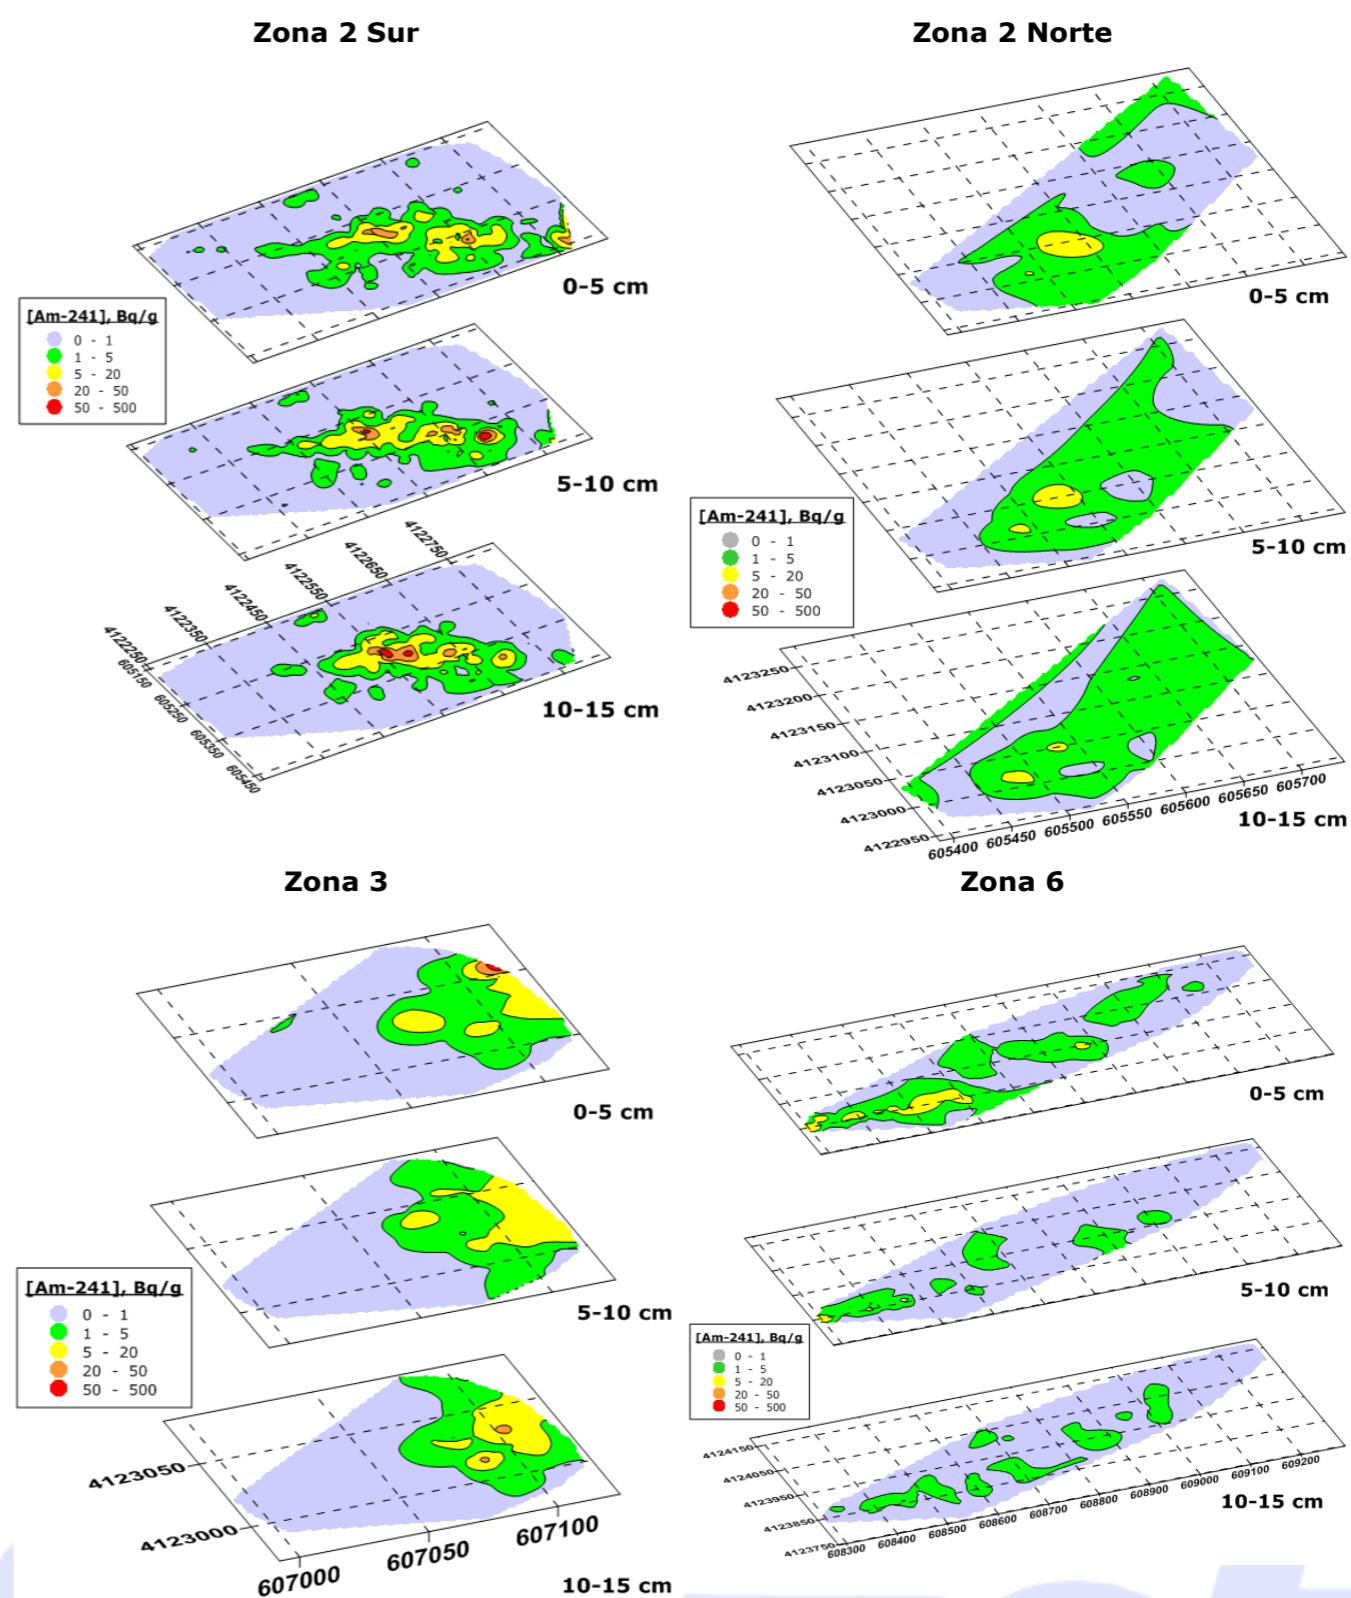 Zona 2 Sur
0-5 cm
[Am-241], Bq/g
0 - 1
1 - 5
5 - 20
20 - 50
50 - 500
5-10 cm
4122250
4122350
4122450
4122550
4122650
4122750
605150
605250
605350
605450
10-15 cm
Zona 2 Norte
0-5 cm
[Am-241], Bq/g
0 - 1
1 - 5
5 - 20
20 - 50
50 - 500
5-10 cm
4123250
4123200
4123150
4123100
4123050
4123000
4122950
605400
605450
605500
605550
605600
605650
605700
10-15 cm
Zona 3
0-5 cm
[Am-241], Bq/g
0 - 1
1 - 5
5 - 20
20 - 50
50 - 500
5-10 cm
4123050
4123000
607000
607050
607100
10-15 cm
Zona 6
0-5 cm
5-10 cm
[Am-241], Bq/g
0 - 1
1 - 5
5 - 20
20 - 50
50 - 500
4124150
4124050
4123950
4123850
4123750
608300
608400
608500
608600
608700
608800
608900
609000
609100
609200
10-15 cm